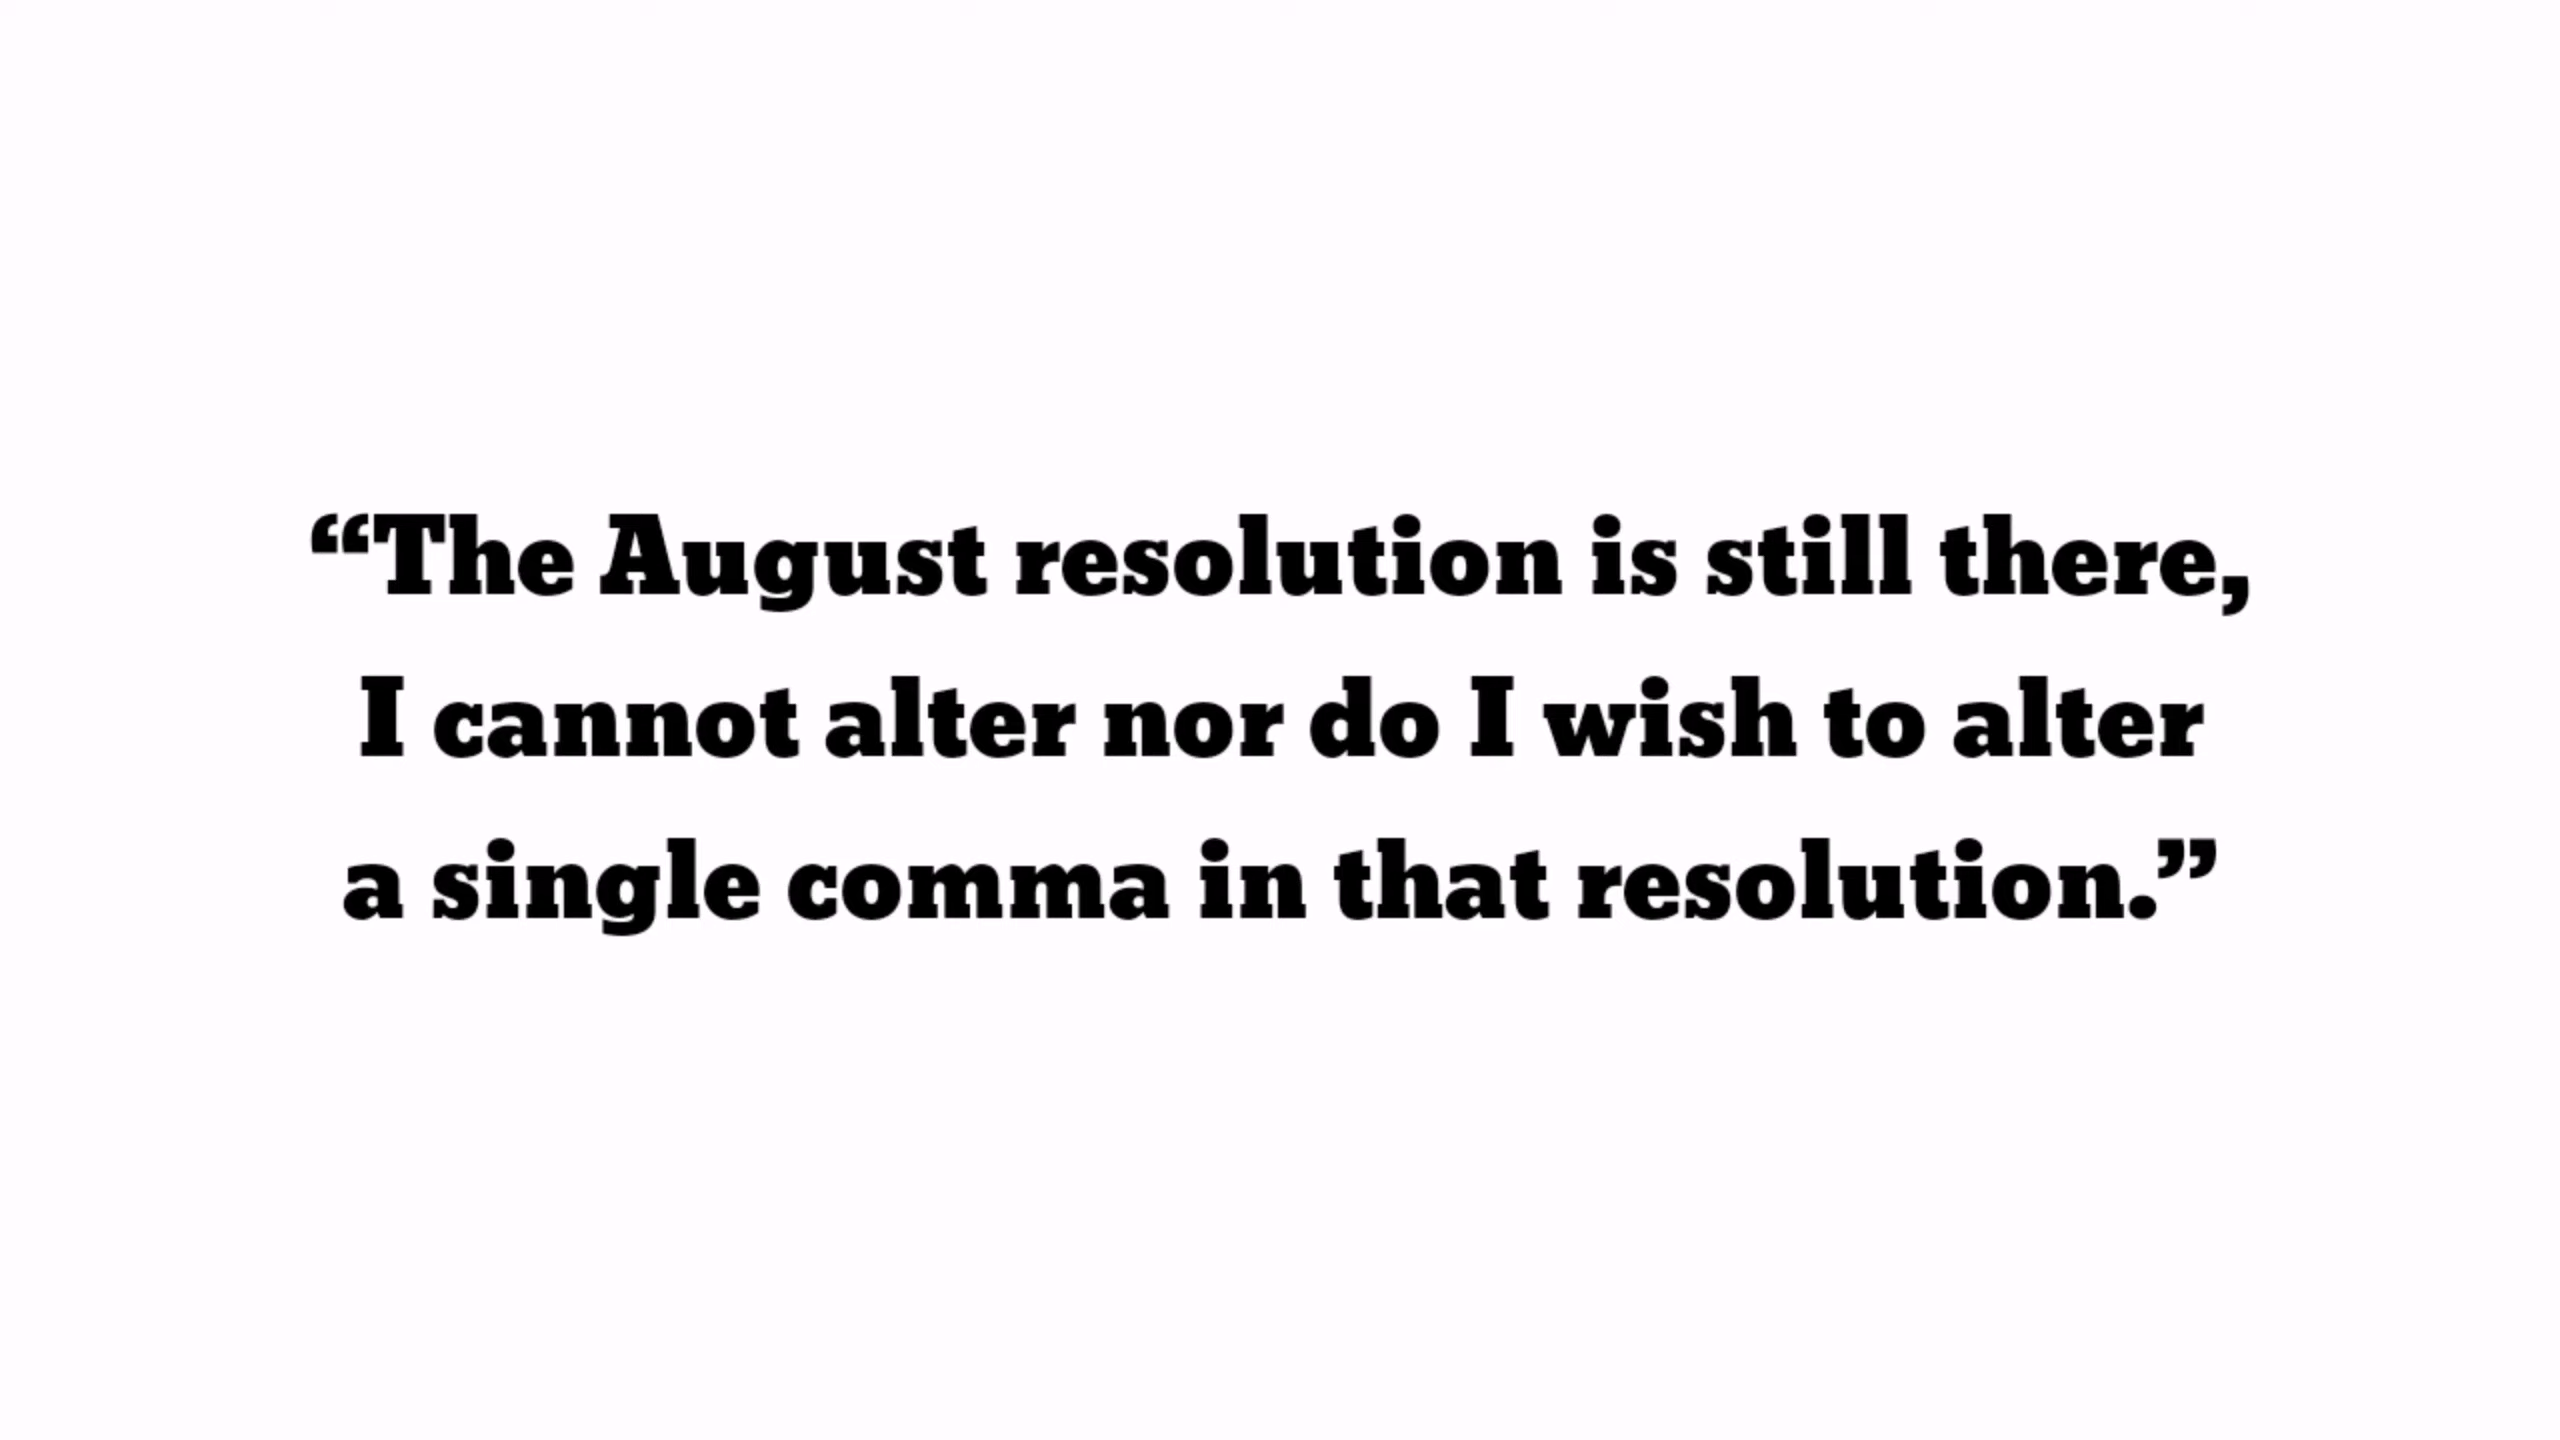 “The August resolution is still there,
I cannot alter nor do I wish to alter
a single comma in that resolution.”